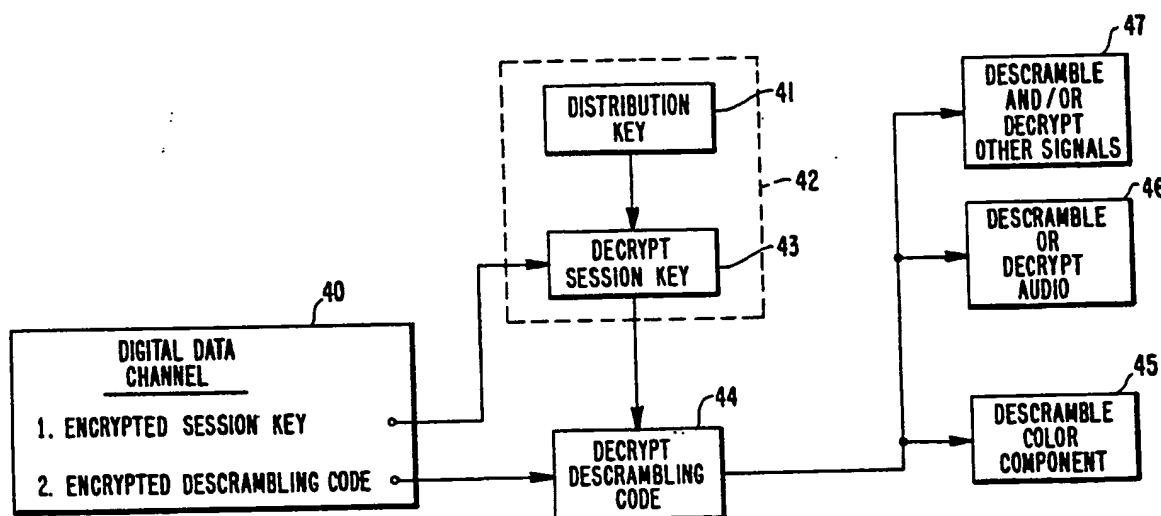 47
DESCRAMBLE
AND/OR
DECRYPT
OTHER SIGNALS
41
DISTRIBUTION
KEY
42
46
DESCRAMBLE
OR
DECRYPT
AUDIO
43
DECRYPT
SESSION KEY
40
DIGITAL DATA
CHANNEL
1. ENCRYPTED SESSION KEY
2. ENCRYPTED DESCRAMBLING CODE
44
DECRYPT
DESCRAMBLING
CODE
45
DESCRAMBLE
COLOR
COMPONENT